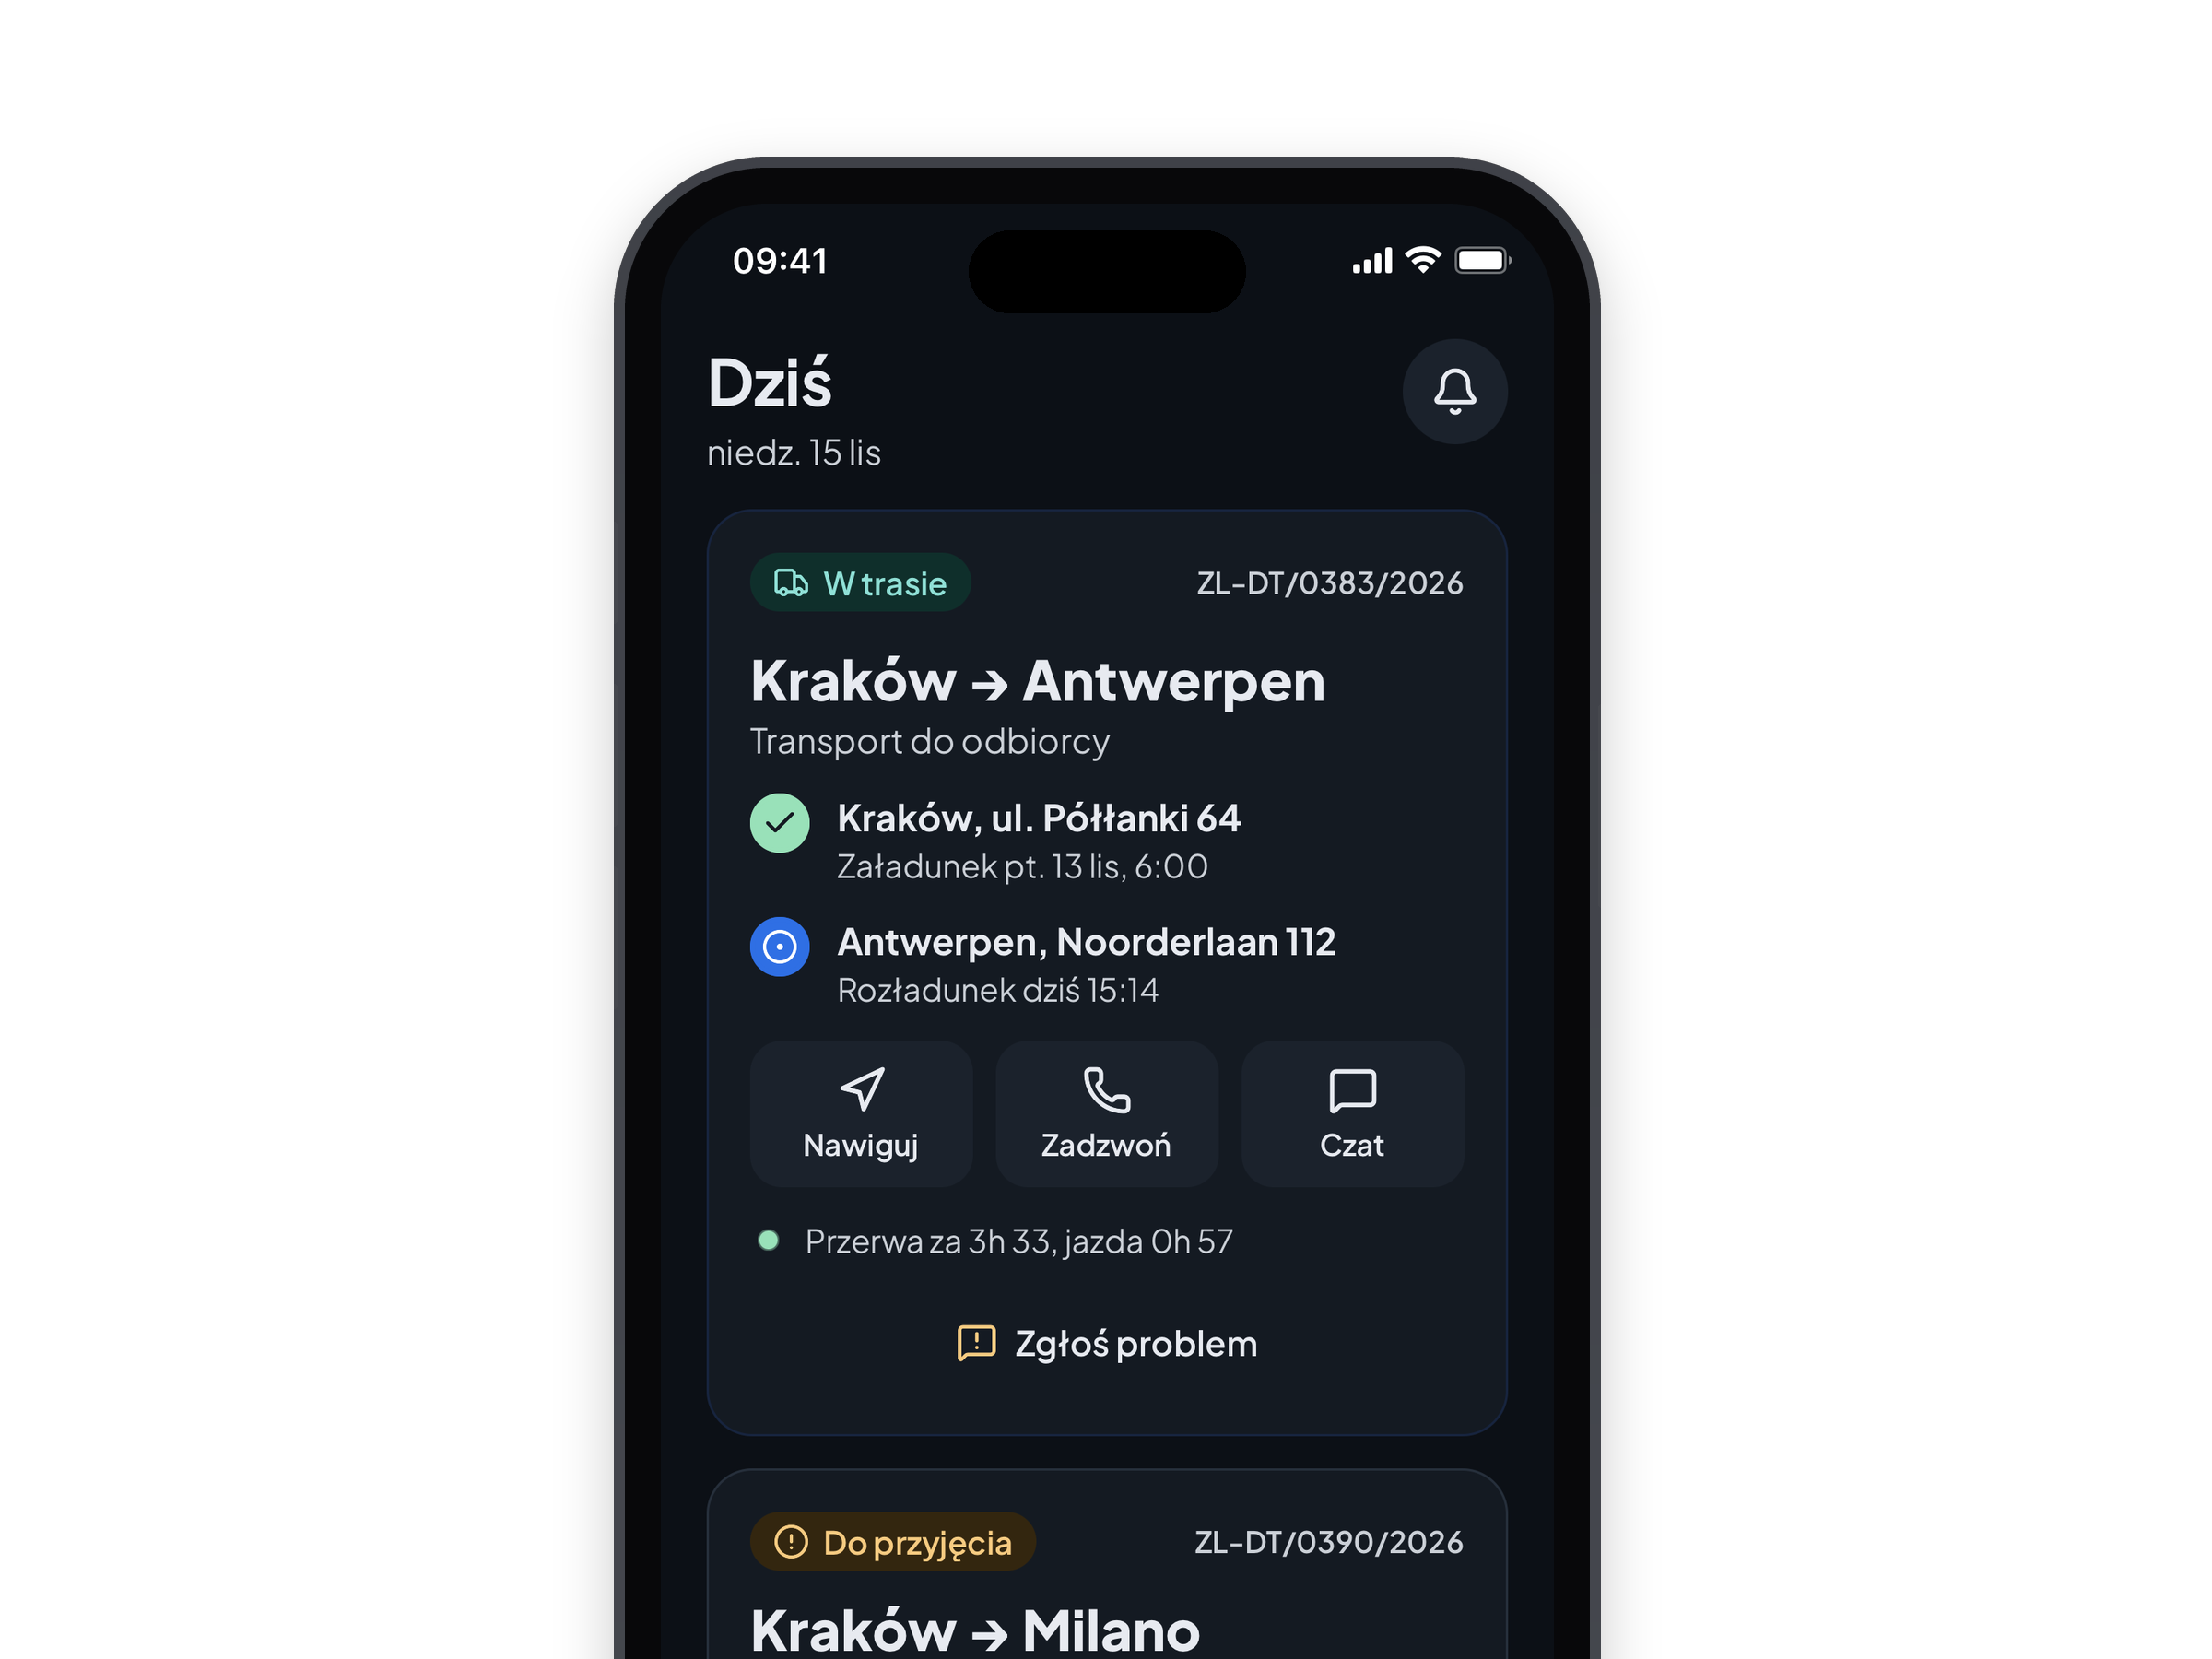 09:41
Dziś
niedz. 15 lis
W trasie
ZL-DT/0383/2026
Kraków → Antwerpen
Transport do odbiorcy
Kraków, ul. Półłanki 64
Załadunek pt. 13 lis, 6:00
Antwerpen, Noorderlaan 112
Rozładunek dziś 15:14
Nawiguj
Zadzwoń
Czat
Przerwa za 3h 33, jazda 0h 57
Zgłoś problem
Do przyjęcia
ZL-DT/0390/2026
Kraków → Milano